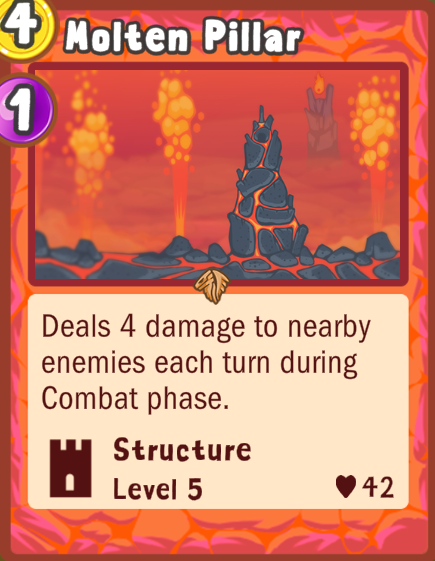 4
Molten Pillar
1
Deals 4 damage to nearby
enemies each turn during
Combat phase.
Structure
Level 5
42